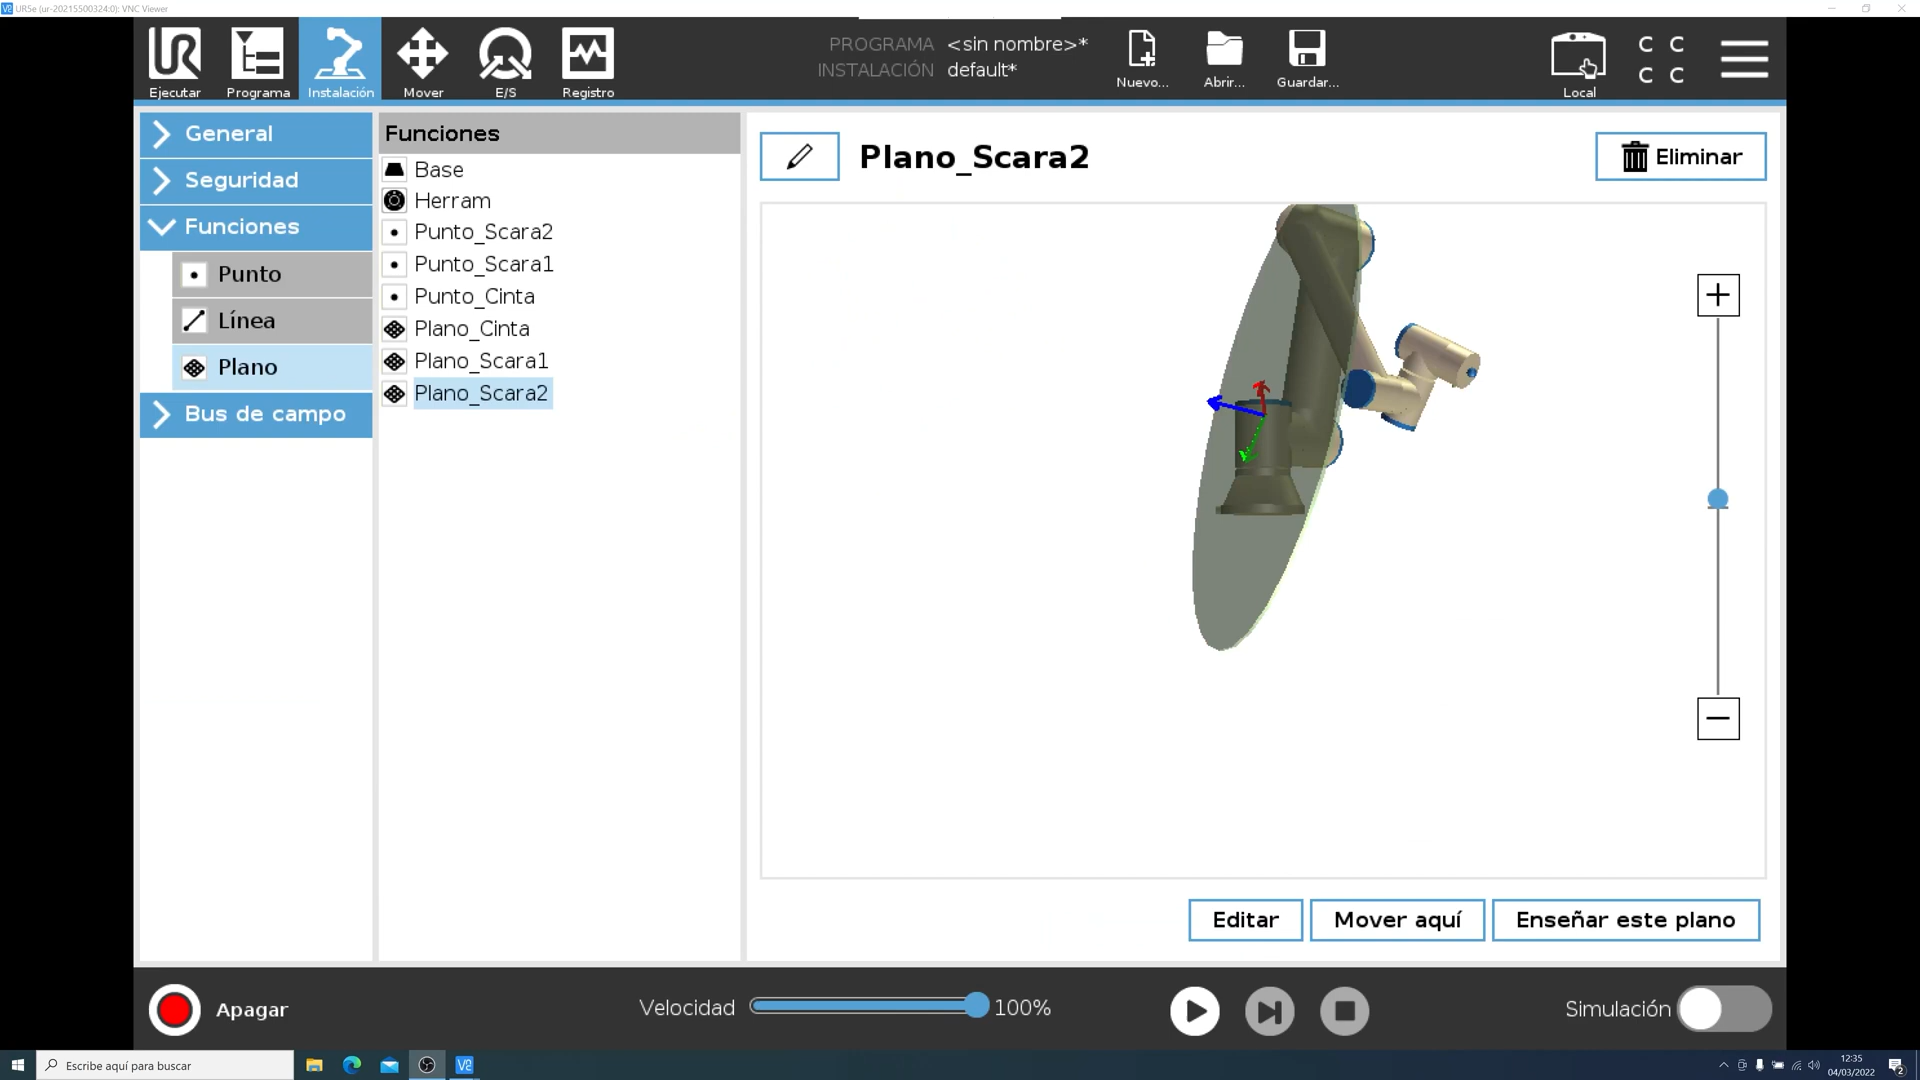 UR5e (ur-20215500324:0): VNC Viewer
Ejecutar
Programa
Instalación
Mover
E/S
Registro
PROGRAMA <sin nombre>*
INSTALACIÓN default*
Nuevo...
Abrir...
Guardar...
Local
C C
C C
General
Seguridad
Funciones
Punto
Línea
Plano
Bus de campo
Funciones
Base
Herram
Punto_Scara2
Punto_Scara1
Punto_Cinta
Plano_Cinta
Plano_Scara1
Plano_Scara2
Plano_Scara2
Eliminar
Editar
Mover aquí
Enseñar este plano
Apagar
Velocidad 100%
Simulación
Escribe aquí para buscar
12:35
04/03/2022
2